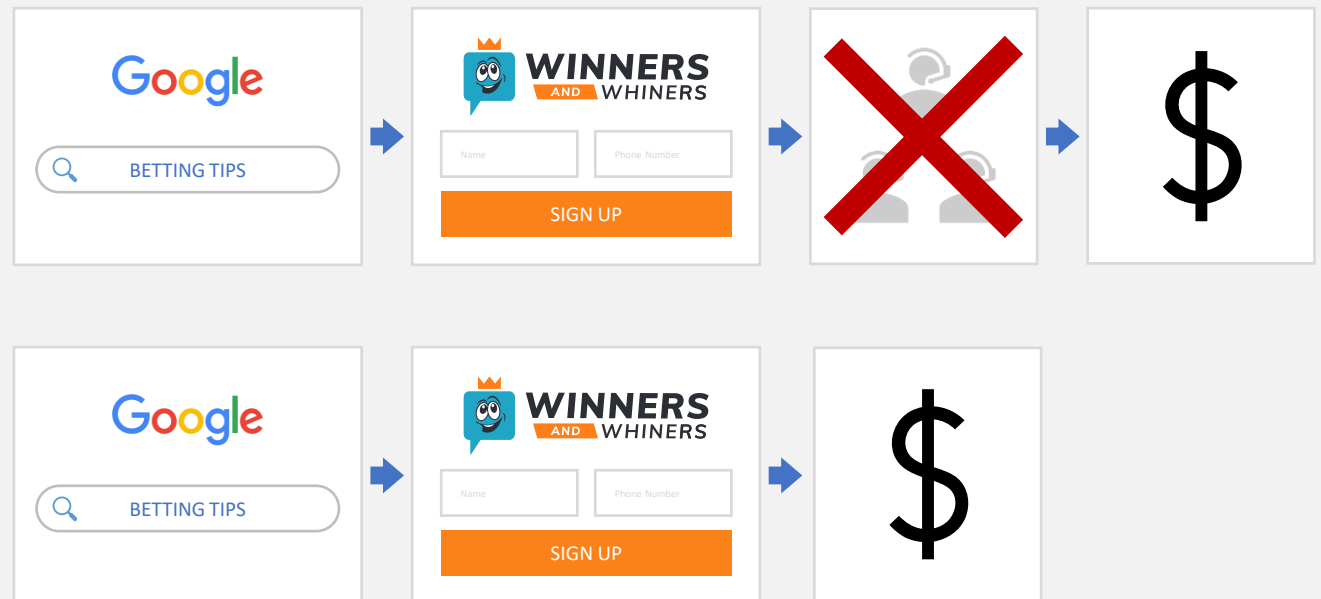 Google
BETTING TIPS
WINNERS
AND WHINERS
Name Phone Number
SIGN UP
$
Google
BETTING TIPS
WINNERS
AND WHINERS
Name Phone Number
SIGN UP
$